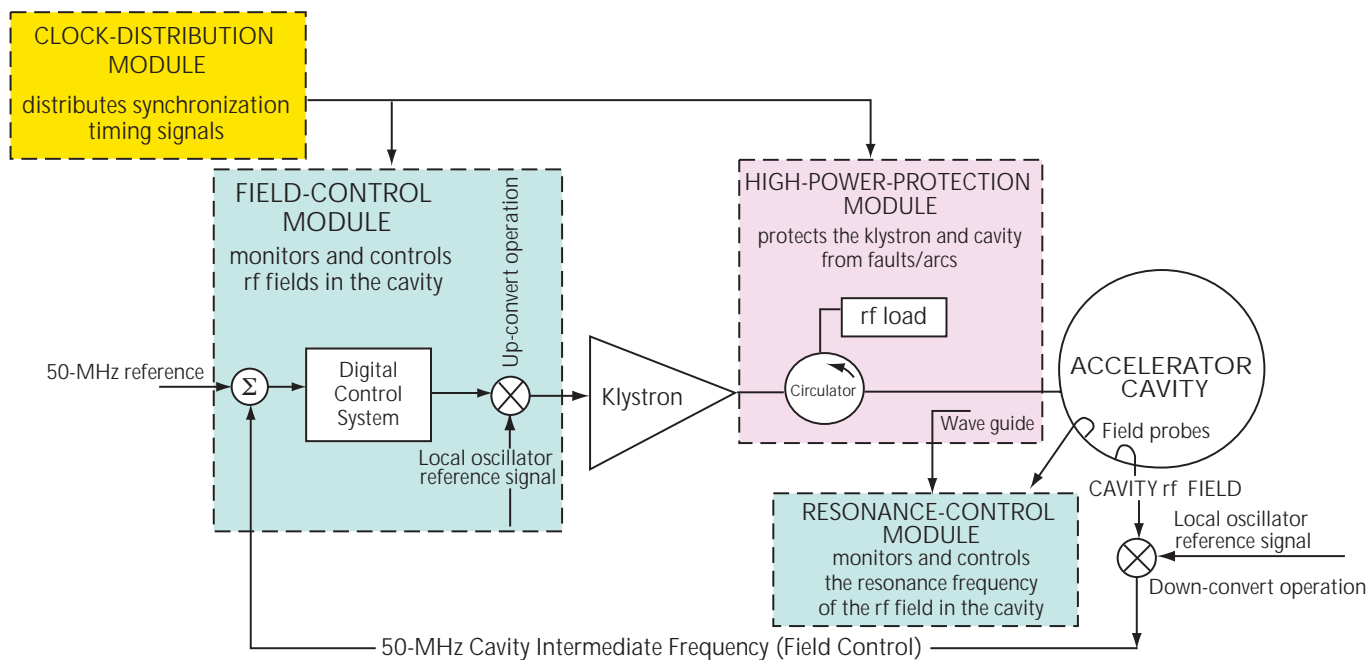 CLOCK-DISTRIBUTION
MODULE
distributes synchronization
timing signals
FIELD-CONTROL
MODULE
monitors and controls
rf fields in the cavity
Up-convert operation
HIGH-POWER-PROTECTION
MODULE
protects the klystron and cavity
from faults/arcs
rf load
50-MHz reference
Σ
Digital
Control
System
Klystron
Circulator
ACCELERATOR
CAVITY
Wave guide
Field probes
Local oscillator
reference signal
CAVITY rf FIELD
RESONANCE-CONTROL
MODULE
monitors and controls
the resonance frequency
of the rf field in the cavity
Local oscillator
reference signal
Down-convert operation
50-MHz Cavity Intermediate Frequency (Field Control)